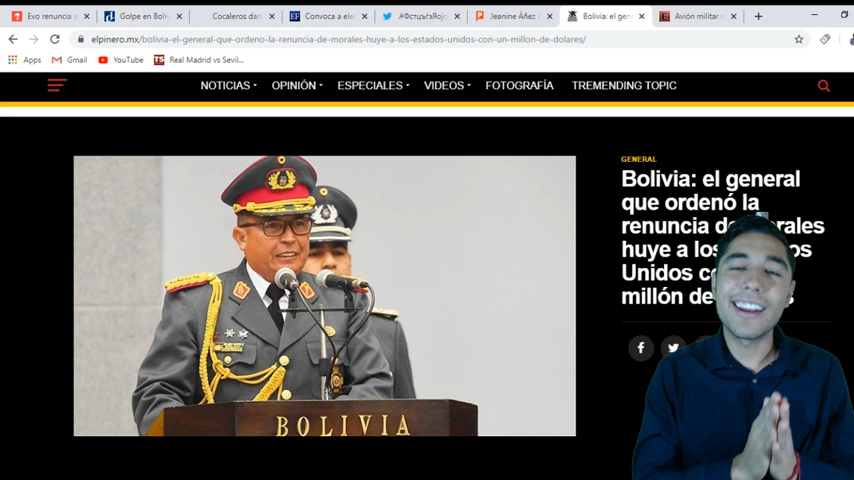 Evo renuncia a
Golpe en Boliv
Cocaleros dan
Convoca a ele
Jeanine Áñez
Bolivia: el gene
Avión militar
elpinero.mx/bolivia-el-general-que-ordeno-la-renuncia-de-morales-huye-a-los-estados-unidos-con-un-millon-de-dolares/
Apps
Gmail
YouTube
TS
Real Madrid vs Sevil...
NOTICIAS
OPINIÓN
ESPECIALES
VIDEOS
FOTOGRAFÍA
TREMENDING TOPIC
GENERAL
Bolivia: el general
que ordenó la
renuncia d rales
huye a los os
Unidos c
millón de s
BOLIVIA